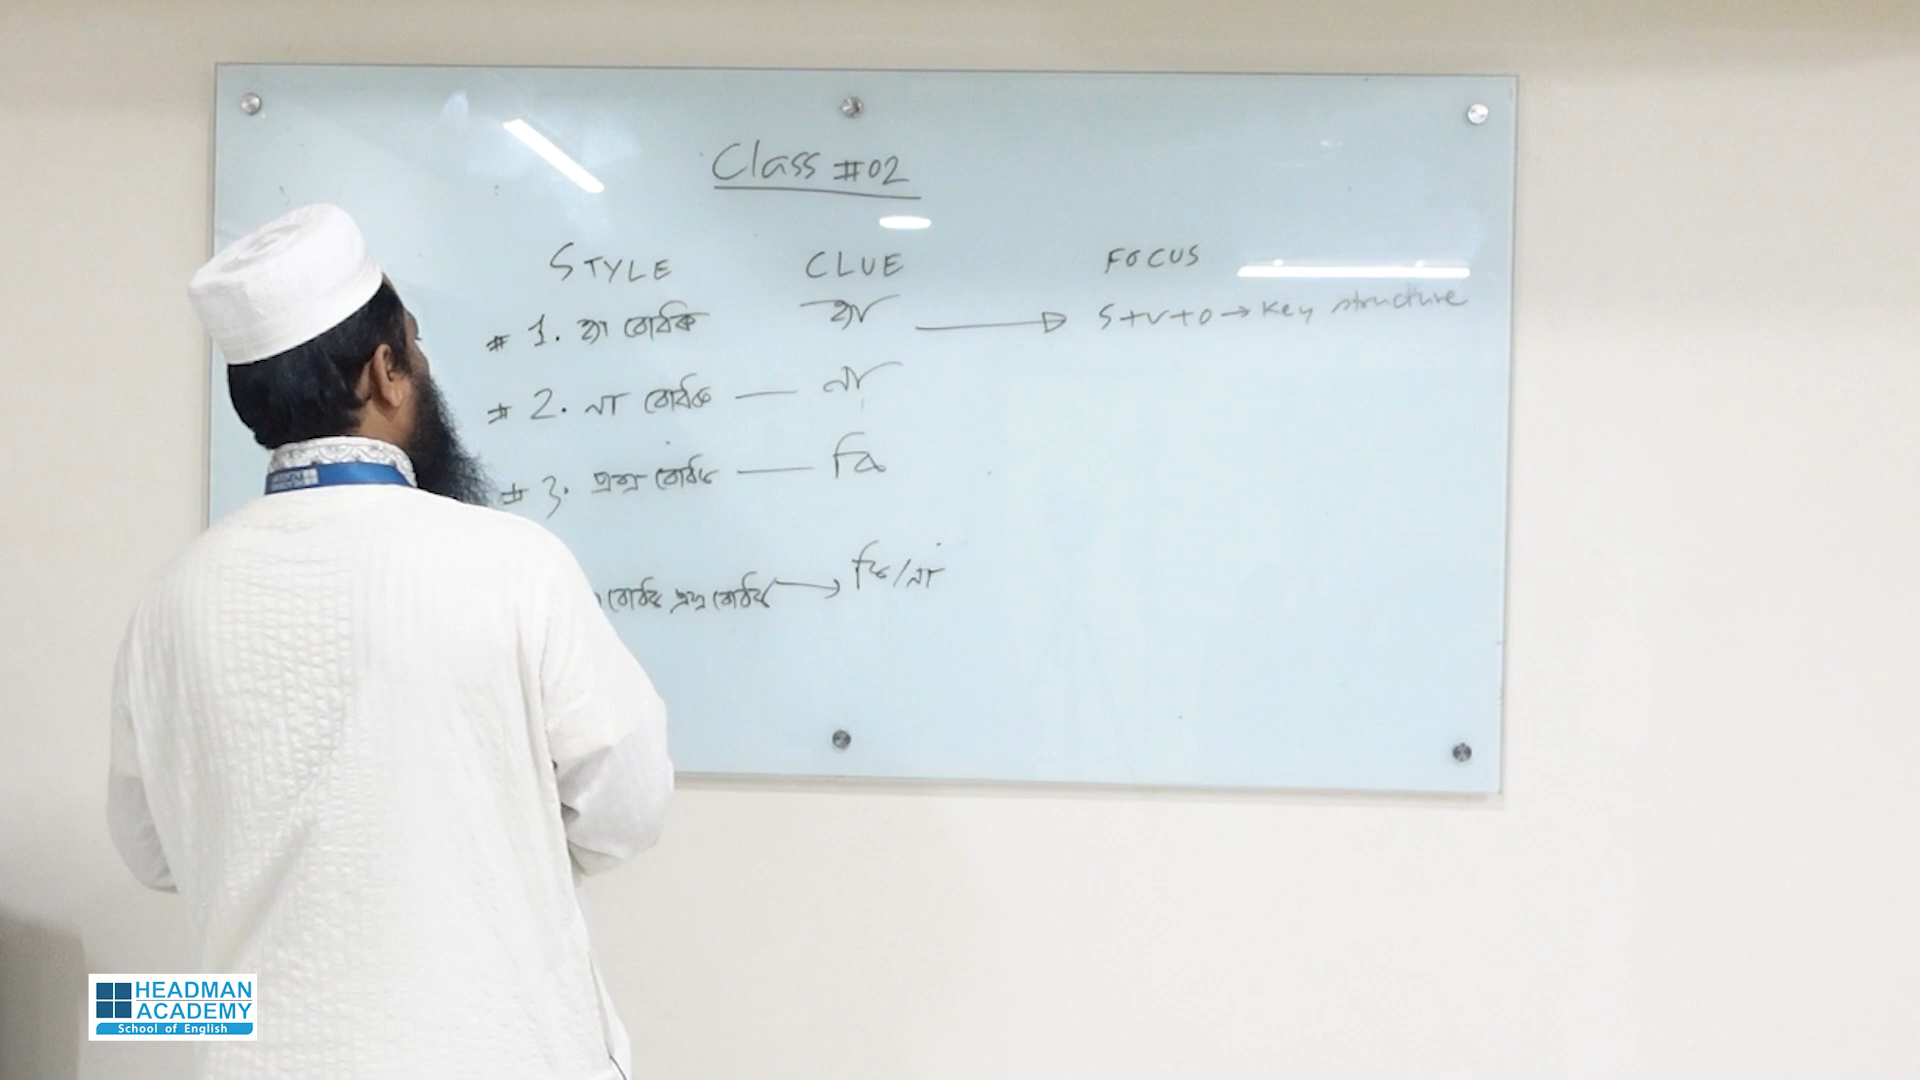 Class #02
STYLE CLUE FOCUS
# 1. হ্যা বোধক হ্যাঁ → S+V+O → Key structure
# 2. না বোধক — না
# 3. প্রশ্ন বোধক — কি
বোধক প্রশ্ন বোধক → কি/না
HEADMAN
ACADEMY
School of English